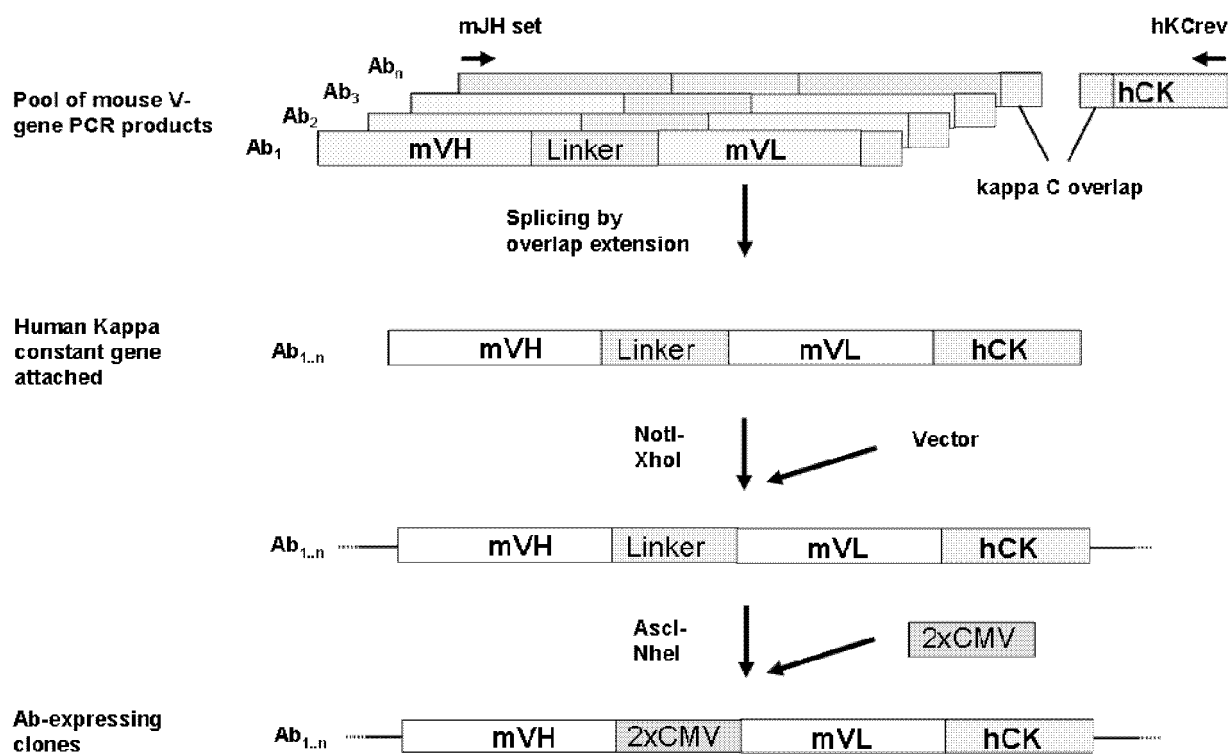 mJH set
hKCrev
Pool of mouse V-
gene PCR products
Abn
Ab3
Ab2
Ab1
mVH Linker mVL
hCK
kappa C overlap
Splicing by
overlap extension
Human Kappa
constant gene
attached
Ab1..n
mVH Linker mVL hCK
NotI-
XhoI
Vector
Ab1..n
mVH Linker mVL hCK
AscI-
NheI
2xCMV
Ab-expressing
clones
Ab1..n
mVH 2xCMV mVL hCK